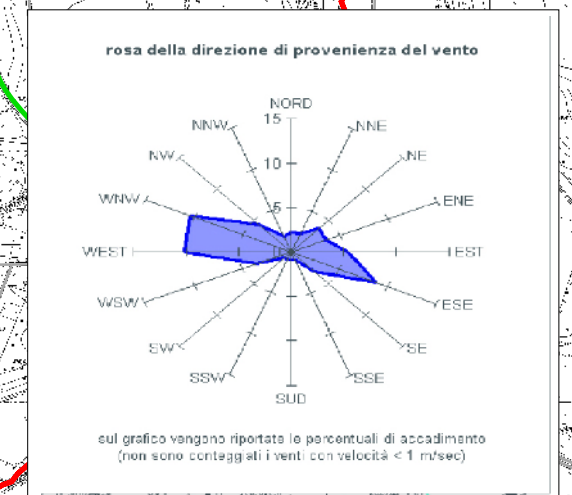 rosa della direzione di provenienza del vento
NORD
15
NNW
NNE
10
NW
NE
5
WNW
ENE
WEST
EST
WSW
ESE
SW
SE
SSW
SSE
SUD
sul grafico vengono riportate le percentuali di accadimento
(non sono conteggiati i venti con velocità < 1 m/sec)